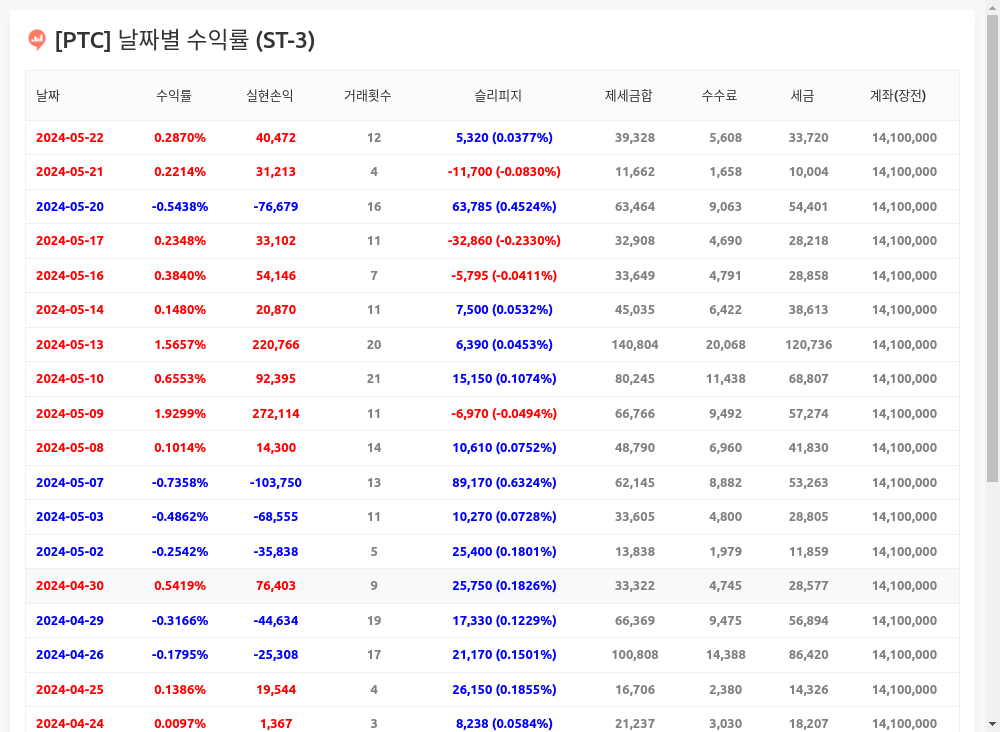 [PTC] 날짜별 수익률 (ST-3)
날짜 수익률 실현손익 거래횟수 슬리피지 제세금합 수수료 세금 계좌(장전)
2024-05-22 0.2870% 40,472 12 5,320 (0.0377%) 39,328 5,608 33,720 14,100,000
2024-05-21 0.2214% 31,213 4 -11,700 (-0.0830%) 11,662 1,658 10,004 14,100,000
2024-05-20 -0.5438% -76,679 16 63,785 (0.4524%) 63,464 9,063 54,401 14,100,000
2024-05-17 0.2348% 33,102 11 -32,860 (-0.2330%) 32,908 4,690 28,218 14,100,000
2024-05-16 0.3840% 54,146 7 -5,795 (-0.0411%) 33,649 4,791 28,858 14,100,000
2024-05-14 0.1480% 20,870 11 7,500 (0.0532%) 45,035 6,422 38,613 14,100,000
2024-05-13 1.5657% 220,766 20 6,390 (0.0453%) 140,804 20,068 120,736 14,100,000
2024-05-10 0.6553% 92,395 21 15,150 (0.1074%) 80,245 11,438 68,807 14,100,000
2024-05-09 1.9299% 272,114 11 -6,970 (-0.0494%) 66,766 9,492 57,274 14,100,000
2024-05-08 0.1014% 14,300 14 10,610 (0.0752%) 48,790 6,960 41,830 14,100,000
2024-05-07 -0.7358% -103,750 13 89,170 (0.6324%) 62,145 8,882 53,263 14,100,000
2024-05-03 -0.4862% -68,555 11 10,270 (0.0728%) 33,605 4,800 28,805 14,100,000
2024-05-02 -0.2542% -35,838 5 25,400 (0.1801%) 13,838 1,979 11,859 14,100,000
2024-04-30 0.5419% 76,403 9 25,750 (0.1826%) 33,322 4,745 28,577 14,100,000
2024-04-29 -0.3166% -44,634 19 17,330 (0.1229%) 66,369 9,475 56,894 14,100,000
2024-04-26 -0.1795% -25,308 17 21,170 (0.1501%) 100,808 14,388 86,420 14,100,000
2024-04-25 0.1386% 19,544 4 26,150 (0.1855%) 16,706 2,380 14,326 14,100,000
2024-04-24 0.0097% 1,367 3 8,238 (0.0584%) 21,237 3,030 18,207 14,100,000